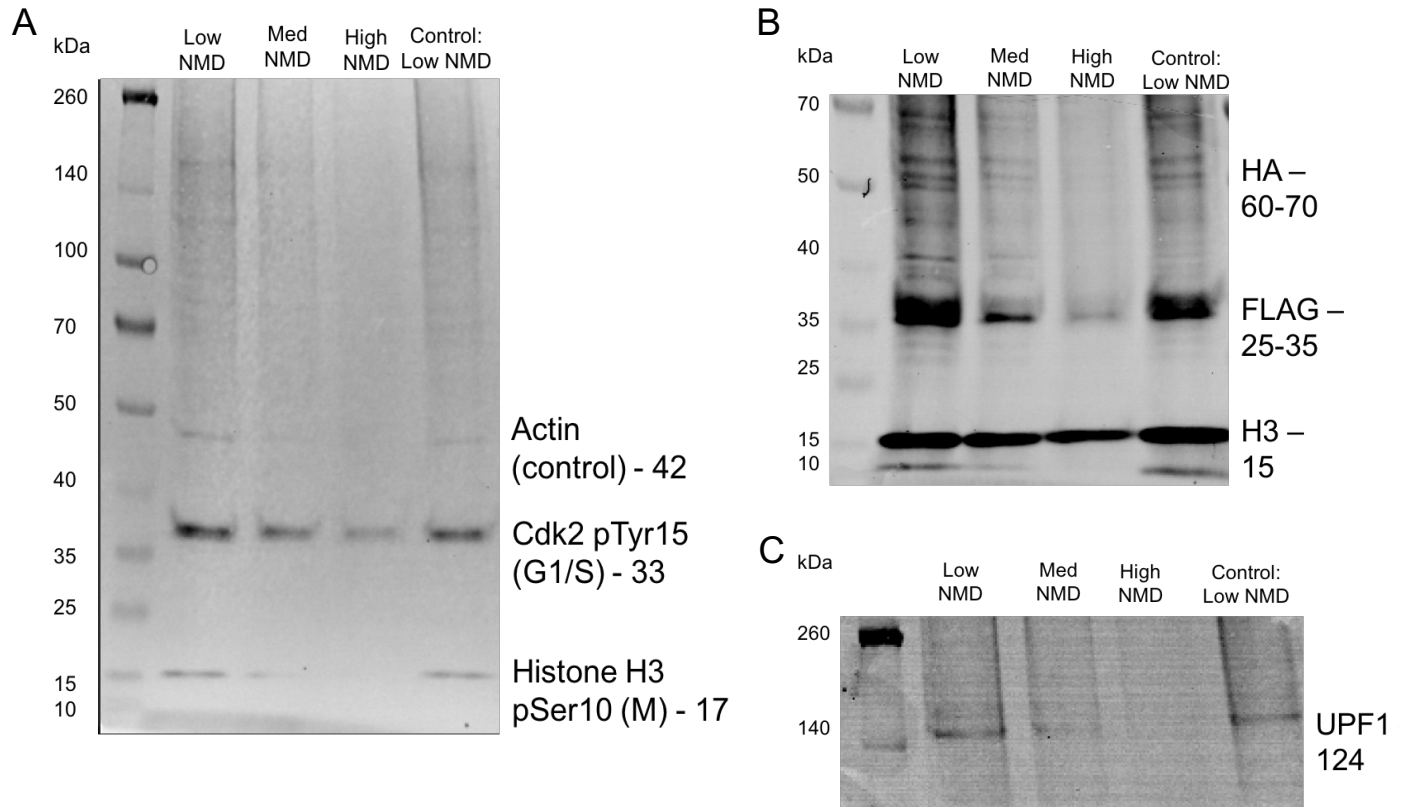 A
kDa
Low
NMD
Med
NMD
High
NMD
Control:
Low NMD
260
140
100
70
50
40
35
25
15
10
Actin
(control) - 42
Cdk2 pTyr15
(G1/S) - 33
Histone H3
pSer10 (M) - 17
B
kDa
Low
NMD
Med
NMD
High
NMD
Control:
Low NMD
70
50
40
35
25
15
10
HA –
60-70
FLAG –
25-35
H3 –
15
C
kDa
Low
NMD
Med
NMD
High
NMD
Control:
Low NMD
260
140
UPF1
124